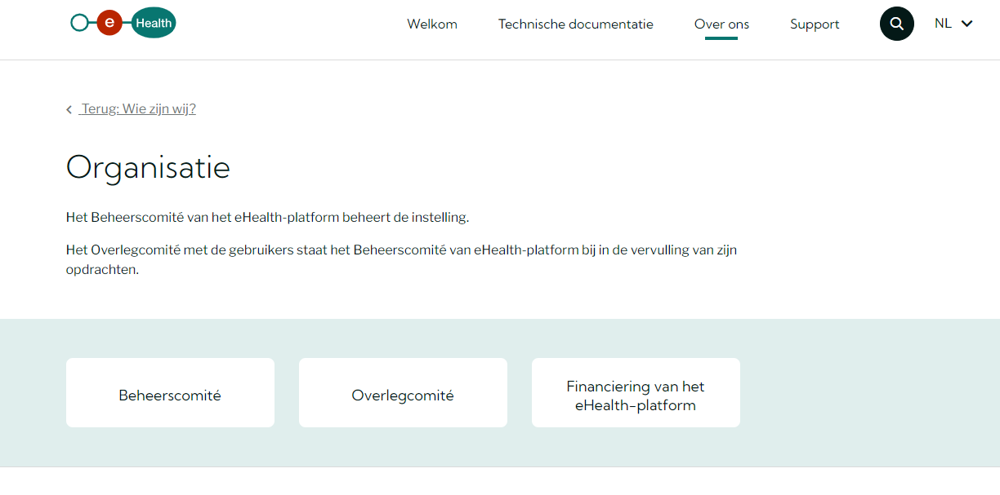 e Health
Welkom
Technische documentatie
Over ons
Support
NL
Terug: Wie zijn wij?
Organisatie
Het Beheerscomité van het eHealth-platform beheert de instelling.
Het Overlegcomité met de gebruikers staat het Beheerscomité van eHealth-platform bij in de vervulling van zijn
opdrachten.
Beheerscomité
Overlegcomité
Financiering van het
eHealth-platform